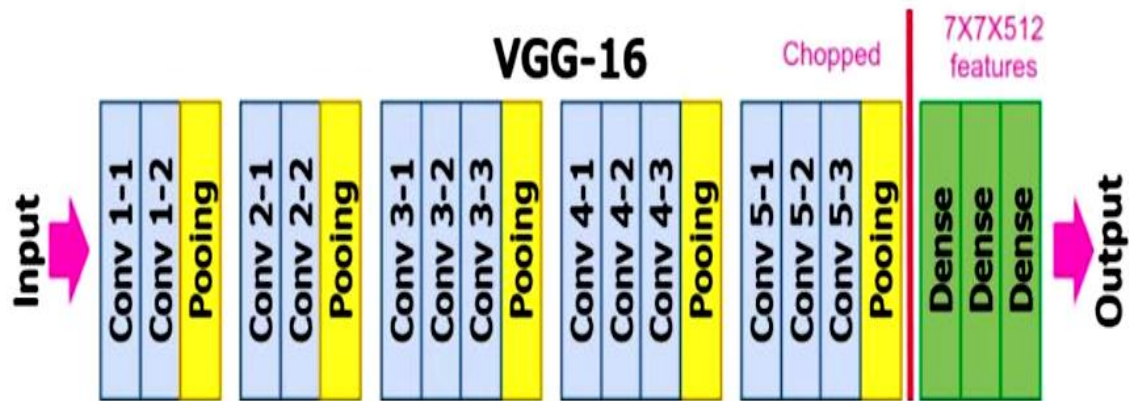 VGG-16
Chopped
7X7X512
features
Input
Conv 1-1
Conv 1-2
Pooing
Conv 2-1
Conv 2-2
Pooing
Conv 3-1
Conv 3-2
Conv 3-3
Pooing
Conv 4-1
Conv 4-2
Conv 4-3
Pooing
Conv 5-1
Conv 5-2
Conv 5-3
Pooing
Dense
Dense
Dense
Output